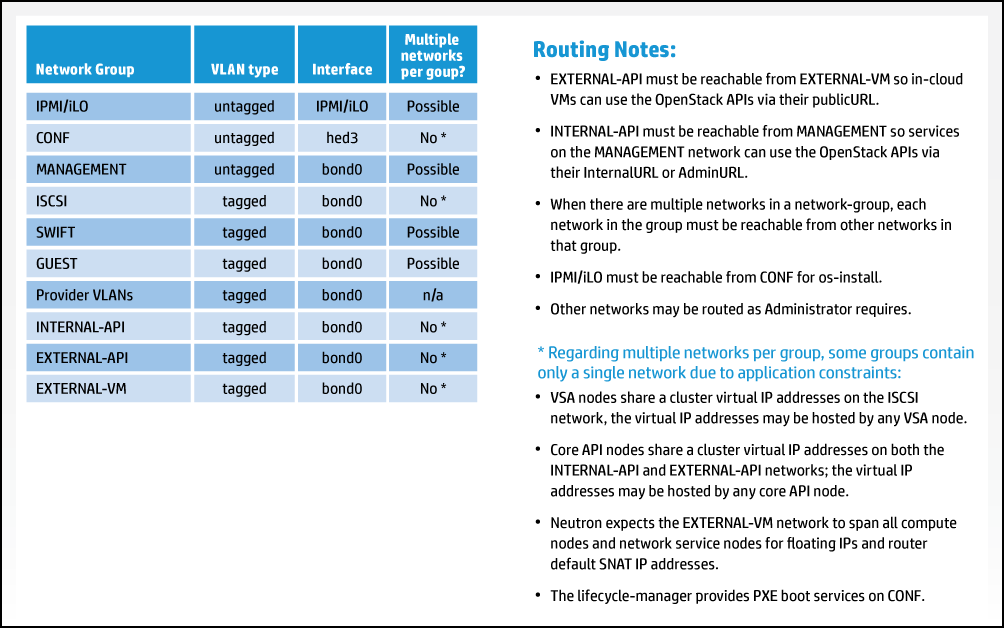 Network Group VLAN type Interface Multiple networks per goup?
IPMI/iLO untagged IPMI/iLO Possible
CONF untagged hed3 No *
MANAGEMENT untagged bond0 Possible
ISCSI tagged bond0 No *
SWIFT tagged bond0 Possible
GUEST tagged bond0 Possible
Provider VLANs tagged bond0 n/a
INTERNAL-API tagged bond0 No *
EXTERNAL-API tagged bond0 No *
EXTERNAL-VM tagged bond0 No *
Routing Notes:
• EXTERNAL-API must be reachable from EXTERNAL-VM so in-cloud
VMs can use the OpenStack APIs via their publicURL.
• INTERNAL-API must be reachable from MANAGEMENT so services
on the MANAGEMENT network can use the OpenStack APIs via
their InternalURL or AdminURL.
• When there are multiple networks in a network-group, each
network in the group must be reachable from other networks in
that group.
• IPMI/iLO must be reachable from CONF for os-install.
• Other networks may be routed as Administrator requires.
* Regarding multiple networks per group, some groups contain
only a single network due to application constraints:
• VSA nodes share a cluster virtual IP addresses on the ISCSI
network, the virtual IP addresses may be hosted by any VSA node.
• Core API nodes share a cluster virtual IP addresses on both the
INTERNAL-API and EXTERNAL-API networks; the virtual IP
addresses may be hosted by any core API node.
• Neutron expects the EXTERNAL-VM network to span all compute
nodes and network service nodes for floating IPs and router
default SNAT IP addresses.
• The lifecycle-manager provides PXE boot services on CONF.